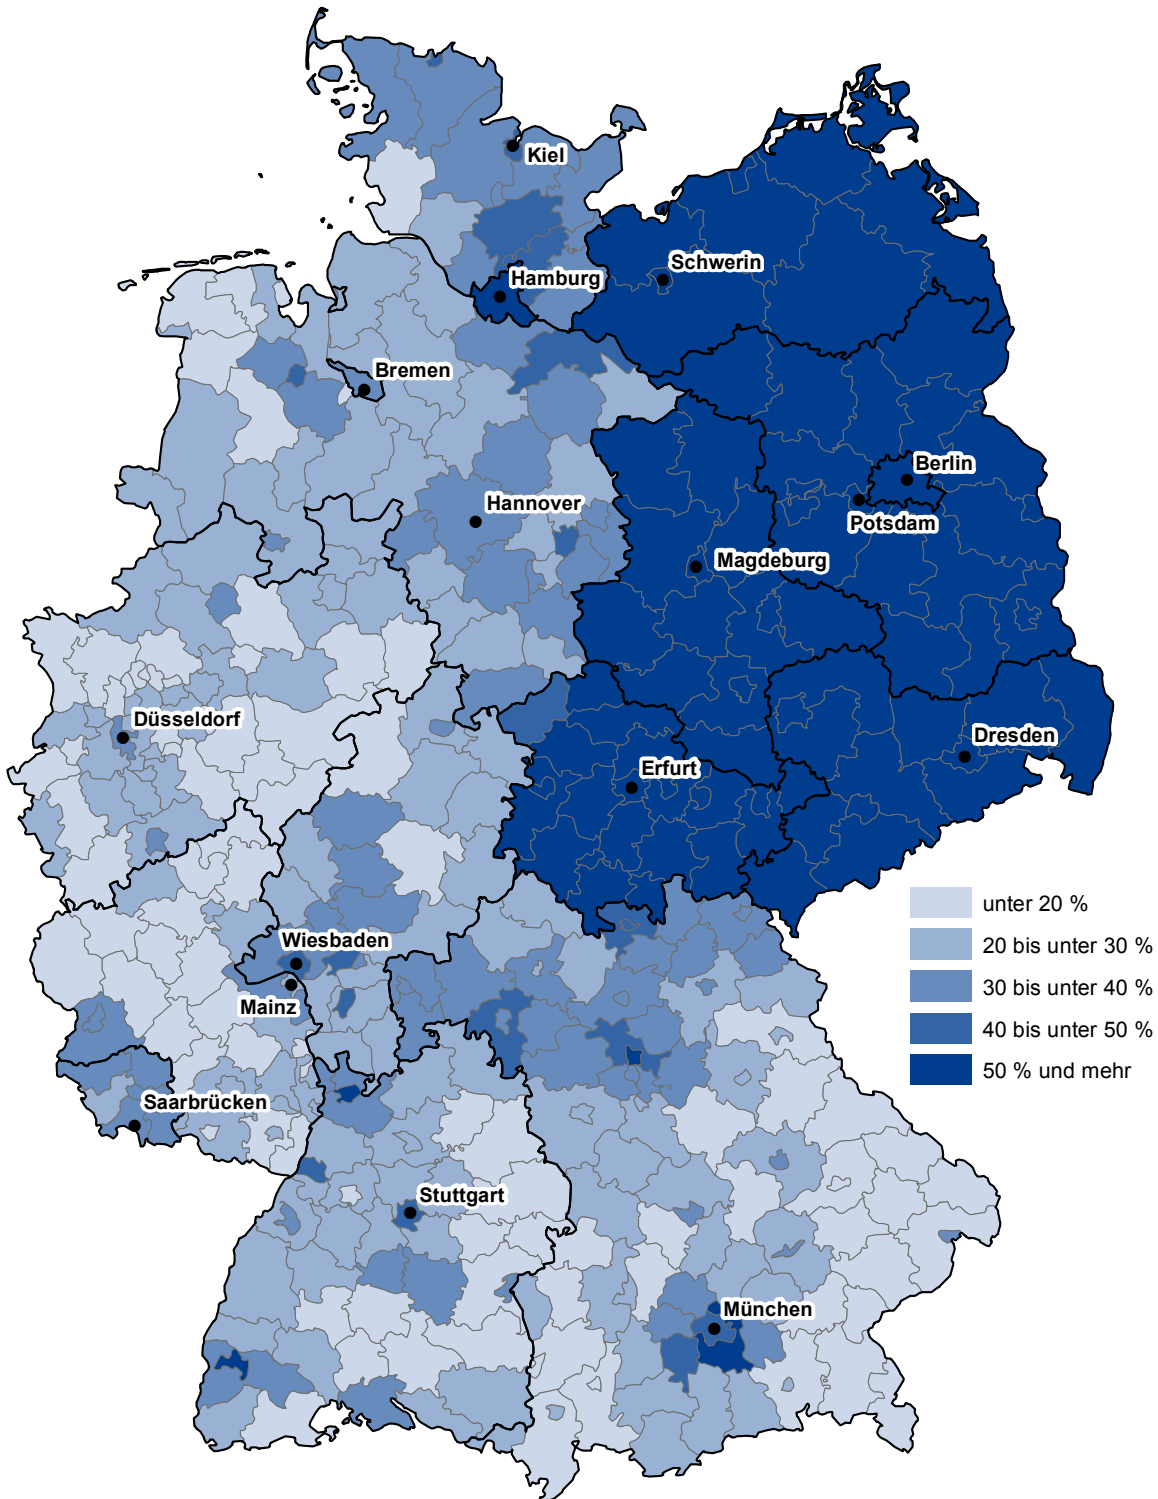 Kiel
Schwerin
Hamburg
Bremen
Berlin
Hannover
Potsdam
Magdeburg
Düsseldorf
Dresden
Erfurt
unter 20 %
Wiesbaden
20 bis unter 30 %
30 bis unter 40 %
Mainz
40 bis unter 50 %
50 % und mehr
Saarbrücken
Stuttgart
München